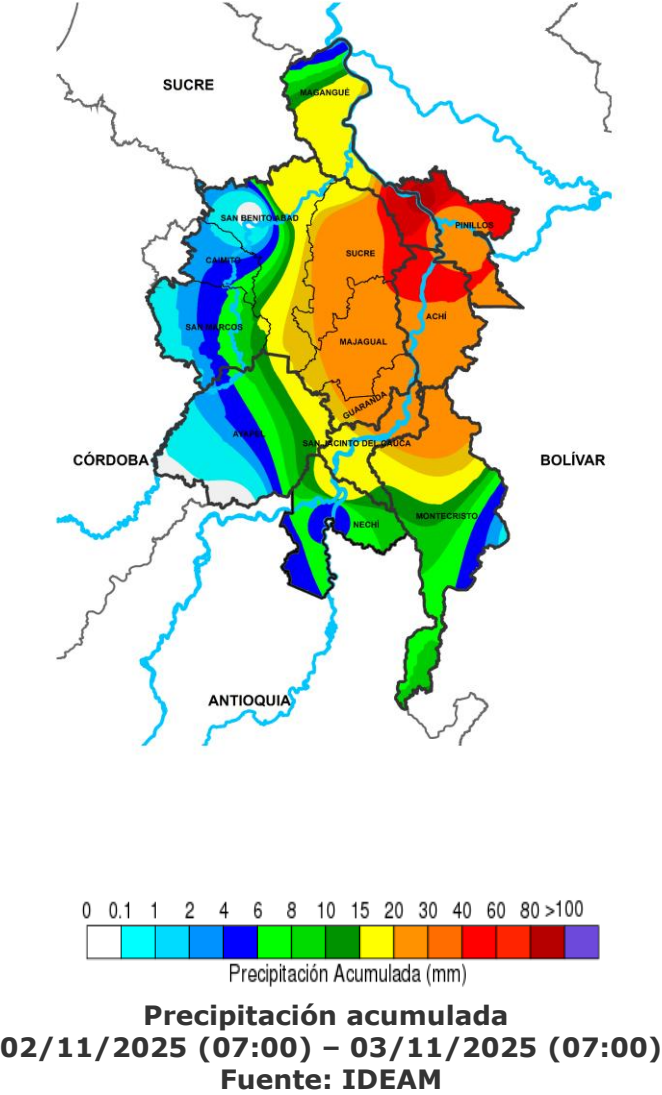 SUCRE
MAGANGUÉ
SAN BENITO ABAD
PINILLOS
SUCRE
CAIMITO
ACHÍ
SAN MARCOS
MAJAGUAL
GUARANDA
AYAPEL
SAN JACINTO DEL CAUCA
CÓRDOBA
BOLÍVAR
MONTECRISTO
NECHÍ
ANTIOQUIA
0 0.1 1 2 4 6 8 10 15 20 30 40 60 80 >100
Precipitación Acumulada (mm)
Precipitación acumulada
02/11/2025 (07:00) – 03/11/2025 (07:00)
Fuente: IDEAM